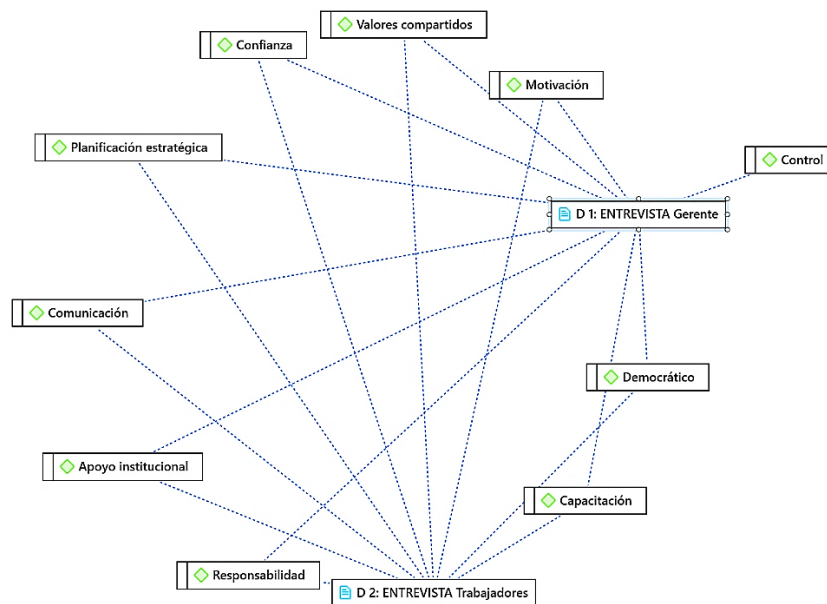 Valores compartidos
Confianza
Motivación
Planificación estratégica
Control
D 1: ENTREVISTA Gerente
Comunicación
Democrático
Apoyo institucional
Capacitación
Responsabilidad
D 2: ENTREVISTA Trabajadores